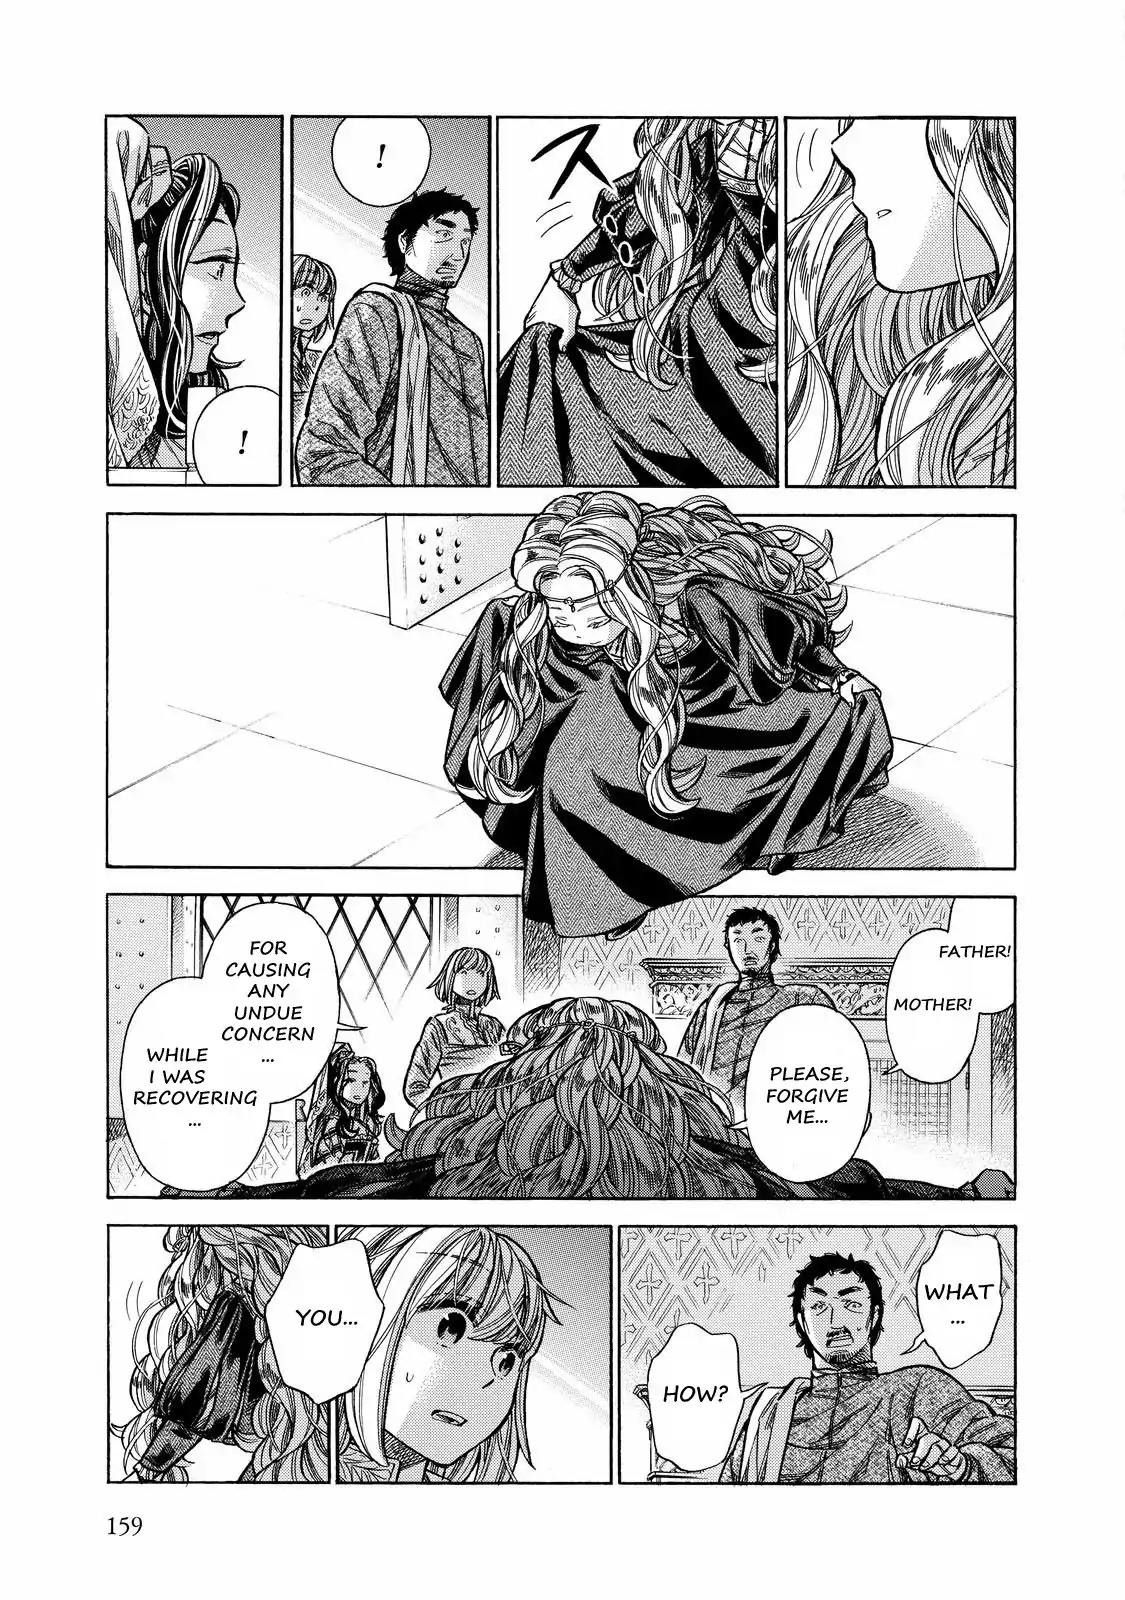 ス
!
!
FATHER!
MOTHER!
PLEASE,
FORGIVE
ME...
FOR
CAUSING
ANY
UNDUE
CONCERN
...
WHILE
I WAS
RECOVERING
...
WHAT
...
HOW?
YOU...
159